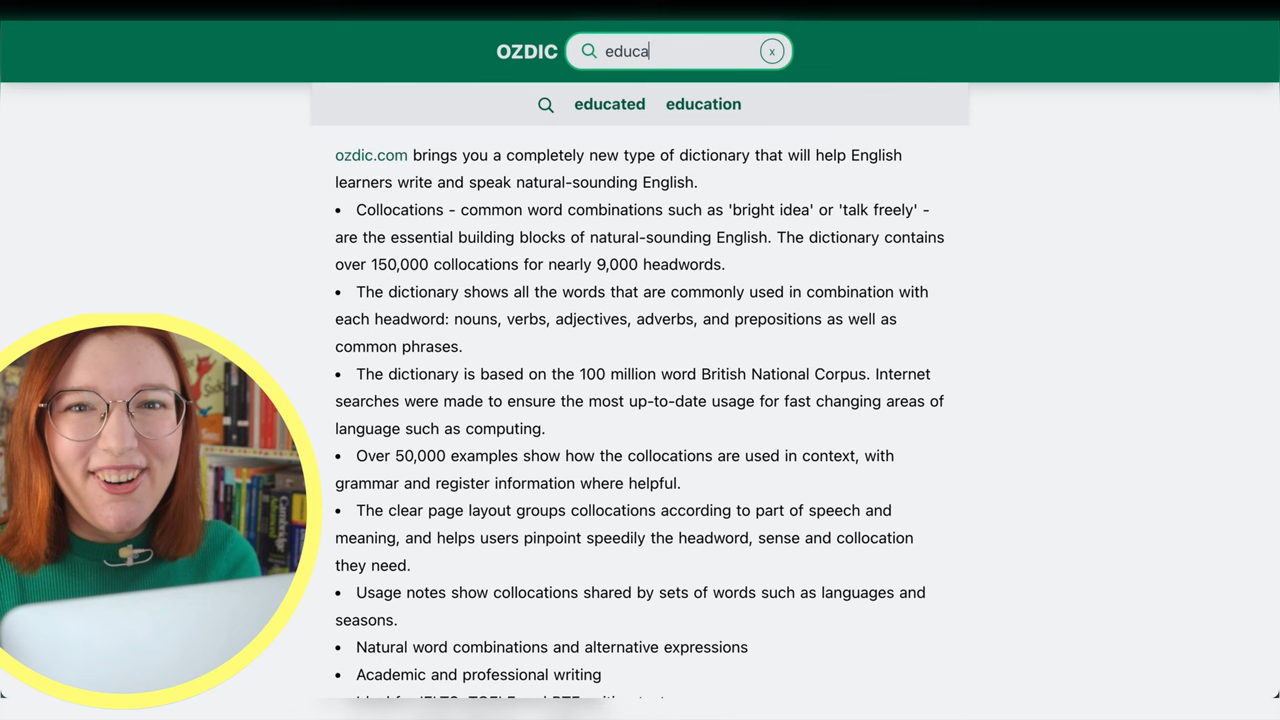 OZDIC educa x
educated education
ozdic.com brings you a completely new type of dictionary that will help English
learners write and speak natural-sounding English.
• Collocations - common word combinations such as 'bright idea' or 'talk freely' -
are the essential building blocks of natural-sounding English. The dictionary contains
over 150,000 collocations for nearly 9,000 headwords.
• The dictionary shows all the words that are commonly used in combination with
each headword: nouns, verbs, adjectives, adverbs, and prepositions as well as
common phrases.
• The dictionary is based on the 100 million word British National Corpus. Internet
searches were made to ensure the most up-to-date usage for fast changing areas of
language such as computing.
• Over 50,000 examples show how the collocations are used in context, with
grammar and register information where helpful.
• The clear page layout groups collocations according to part of speech and
meaning, and helps users pinpoint speedily the headword, sense and collocation
they need.
• Usage notes show collocations shared by sets of words such as languages and
seasons.
• Natural word combinations and alternative expressions
• Academic and professional writing
Cambridge
Advanced